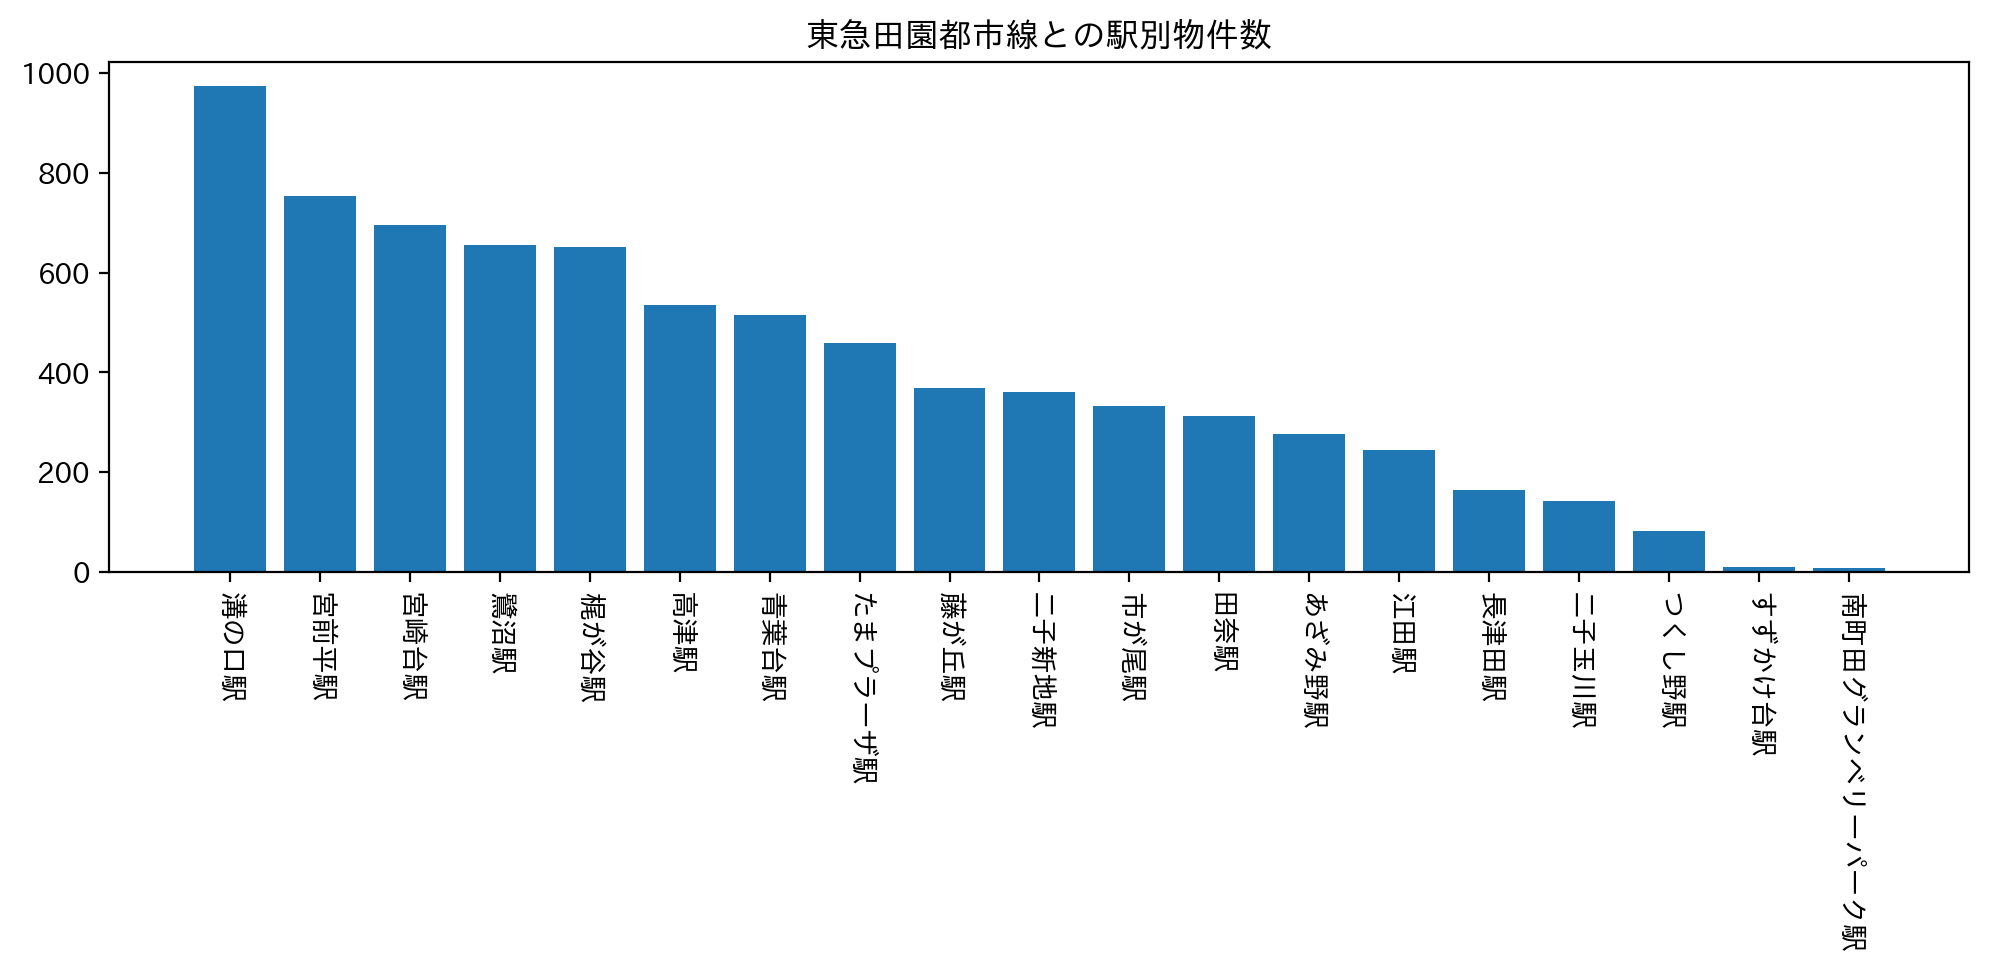 東急田園都市線との駅別物件数
1000
800
600
400
200
0
溝の口駅
宮前平駅
宮崎台駅
鷺沼駅
梶が谷駅
高津駅
青葉台駅
たまプラーザ駅
藤が丘駅
二子新地駅
市が尾駅
田奈駅
あざみ野駅
江田駅
長津田駅
二子玉川駅
つくし野駅
すずかけ台駅
南町田グランベリーパーク駅